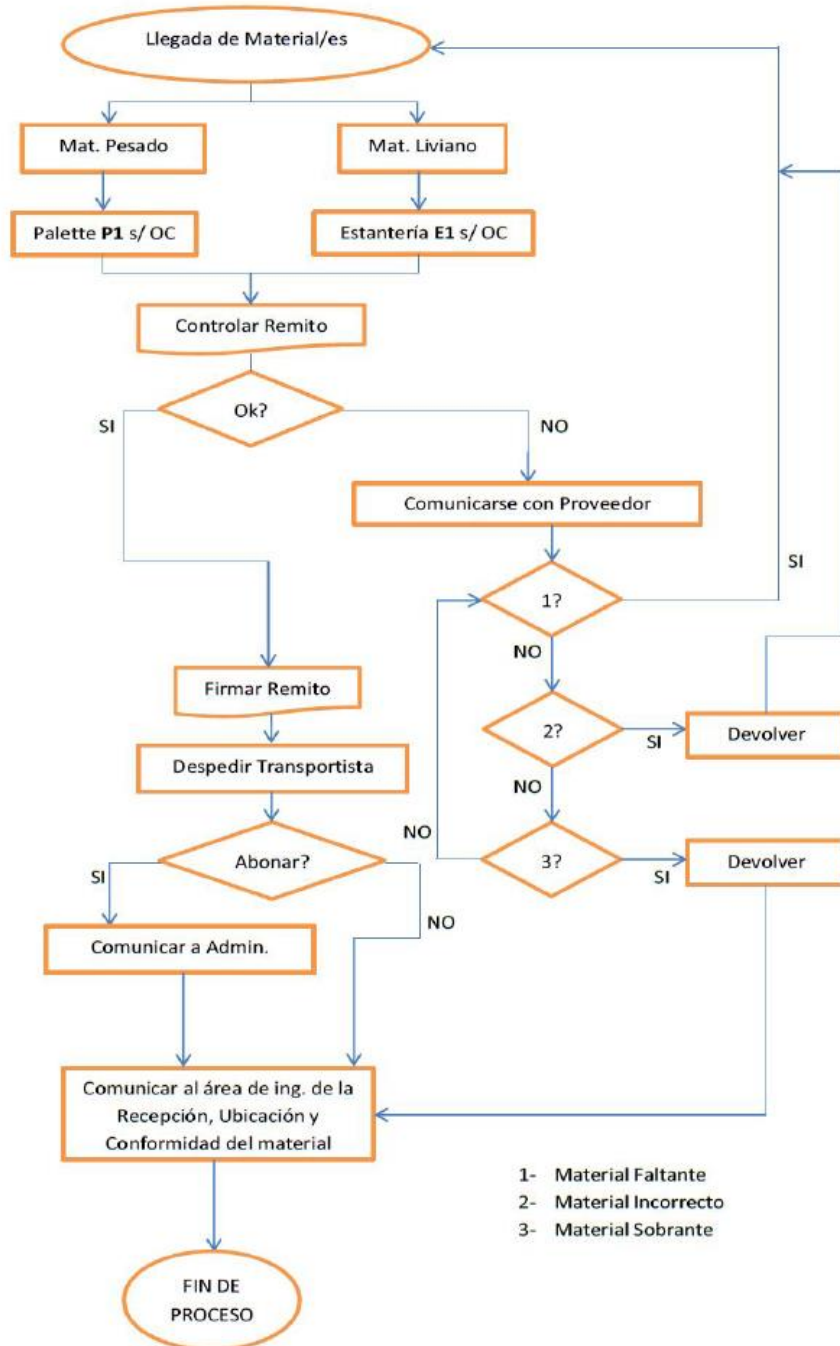 Llegada de Material/es
Mat. Pesado
Mat. Liviano
Palette P1 s/ OC
Estantería E1 s/ OC
Controlar Remito
Ok?
SI
NO
Comunicarse con Proveedor
1?
SI
NO
Firmar Remito
2?
SI
Devolver
Despedir Transportista
NO
Abonar?
NO
3?
SI
Devolver
SI
NO
Comunicar a Admin.
Comunicar al área de ing. de la
Recepción, Ubicación y
Conformidad del material
1- Material Faltante
2- Material Incorrecto
3- Material Sobrante
FIN DE
PROCESO